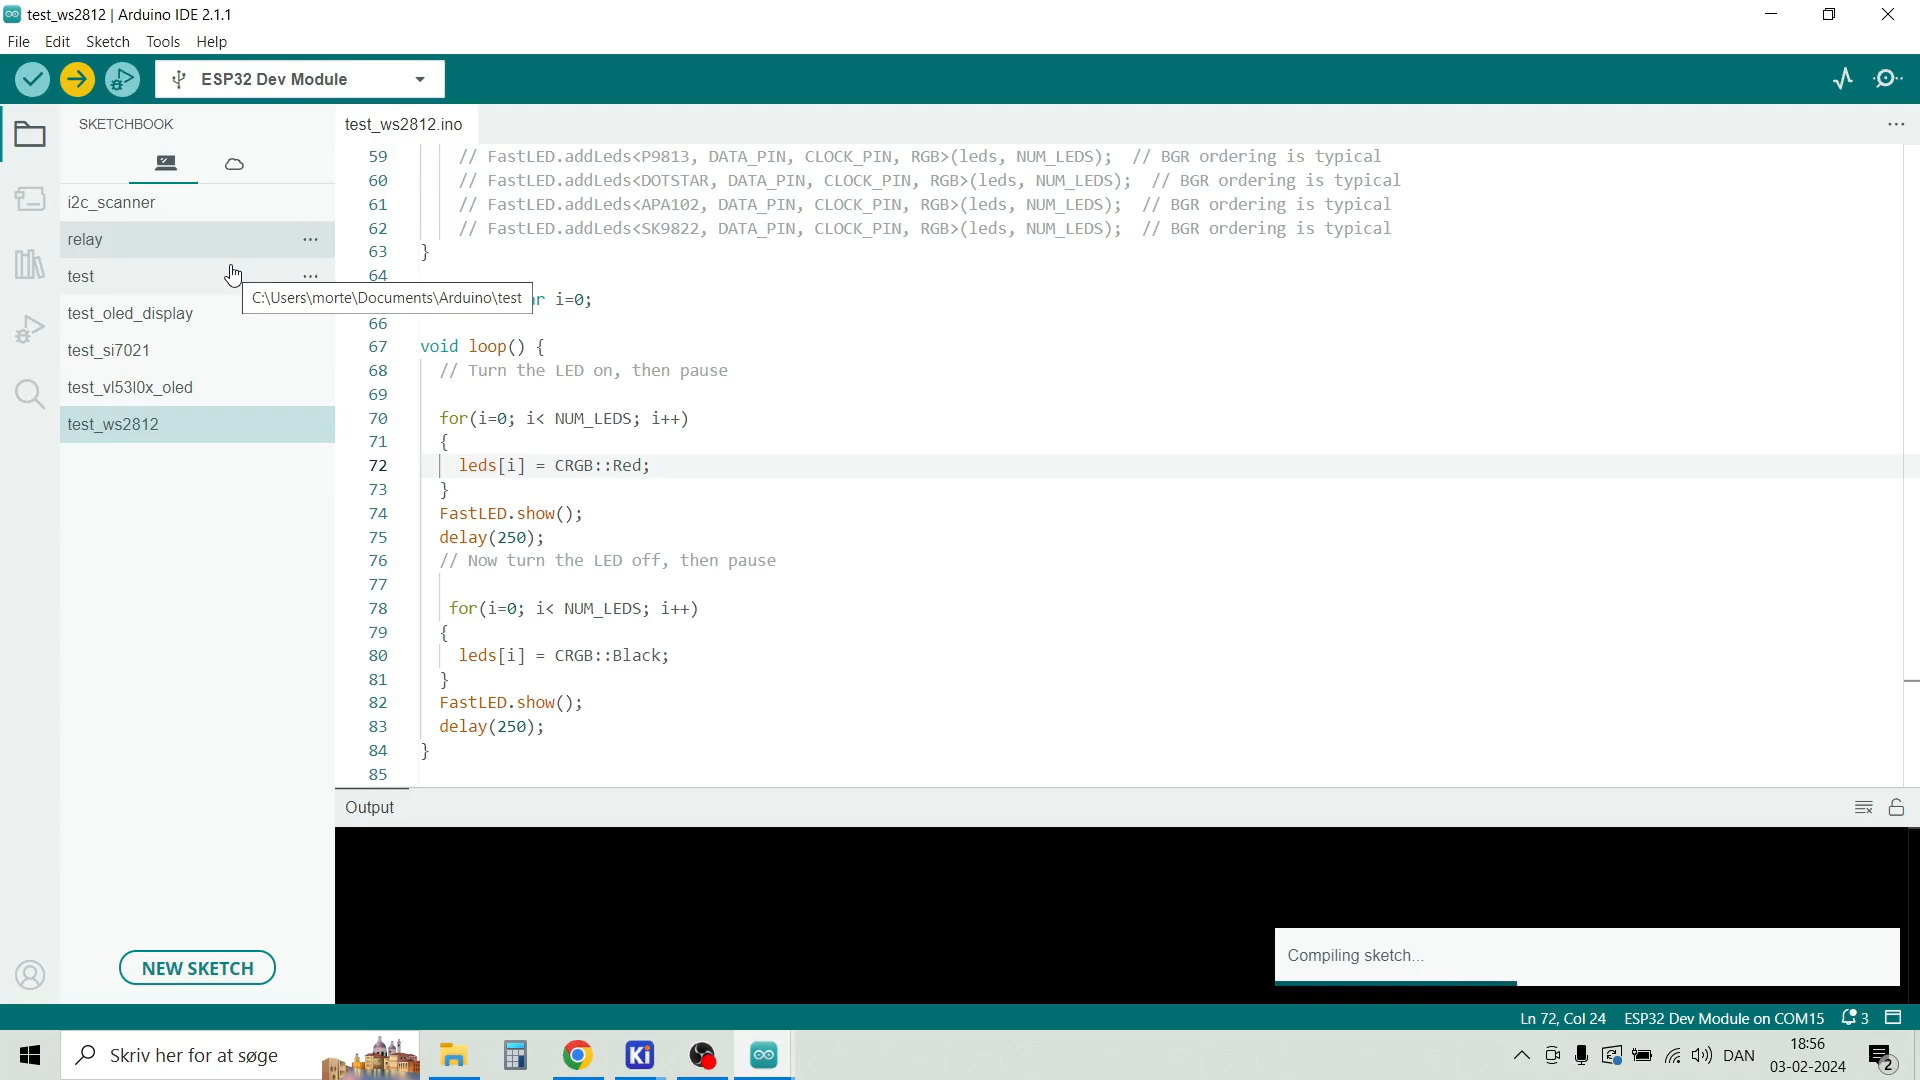 test_ws2812 | Arduino IDE 2.1.1
File Edit Sketch Tools Help
ESP32 Dev Module
SKETCHBOOK
i2c_scanner
relay
test
test_oled_display
test_si7021
test_vl53l0x_oled
test_ws2812
NEW SKETCH
C:\Users\morte\Documents\Arduino\test
test_ws2812.ino
59 // FastLED.addLeds<P9813, DATA_PIN, CLOCK_PIN, RGB>(leds, NUM_LEDS);  // BGR ordering is typical
60 // FastLED.addLeds<DOTSTAR, DATA_PIN, CLOCK_PIN, RGB>(leds, NUM_LEDS);  // BGR ordering is typical
61 // FastLED.addLeds<APA102, DATA_PIN, CLOCK_PIN, RGB>(leds, NUM_LEDS);  // BGR ordering is typical
62 // FastLED.addLeds<SK9822, DATA_PIN, CLOCK_PIN, RGB>(leds, NUM_LEDS);  // BGR ordering is typical
63 }
64
i=0;
66
67 void loop() {
68 // Turn the LED on, then pause
69
70 for(i=0; i< NUM_LEDS; i++)
71 {
72 leds[i] = CRGB::Red;
73 }
74 FastLED.show();
75 delay(250);
76 // Now turn the LED off, then pause
77
78 for(i=0; i< NUM_LEDS; i++)
79 {
80 leds[i] = CRGB::Black;
81 }
82 FastLED.show();
83 delay(250);
84 }
85
Output
Compiling sketch...
Ln 72, Col 24 ESP32 Dev Module on COM15 3
Skriv her for at søge
Ki
DAN
18:56
03-02-2024
2